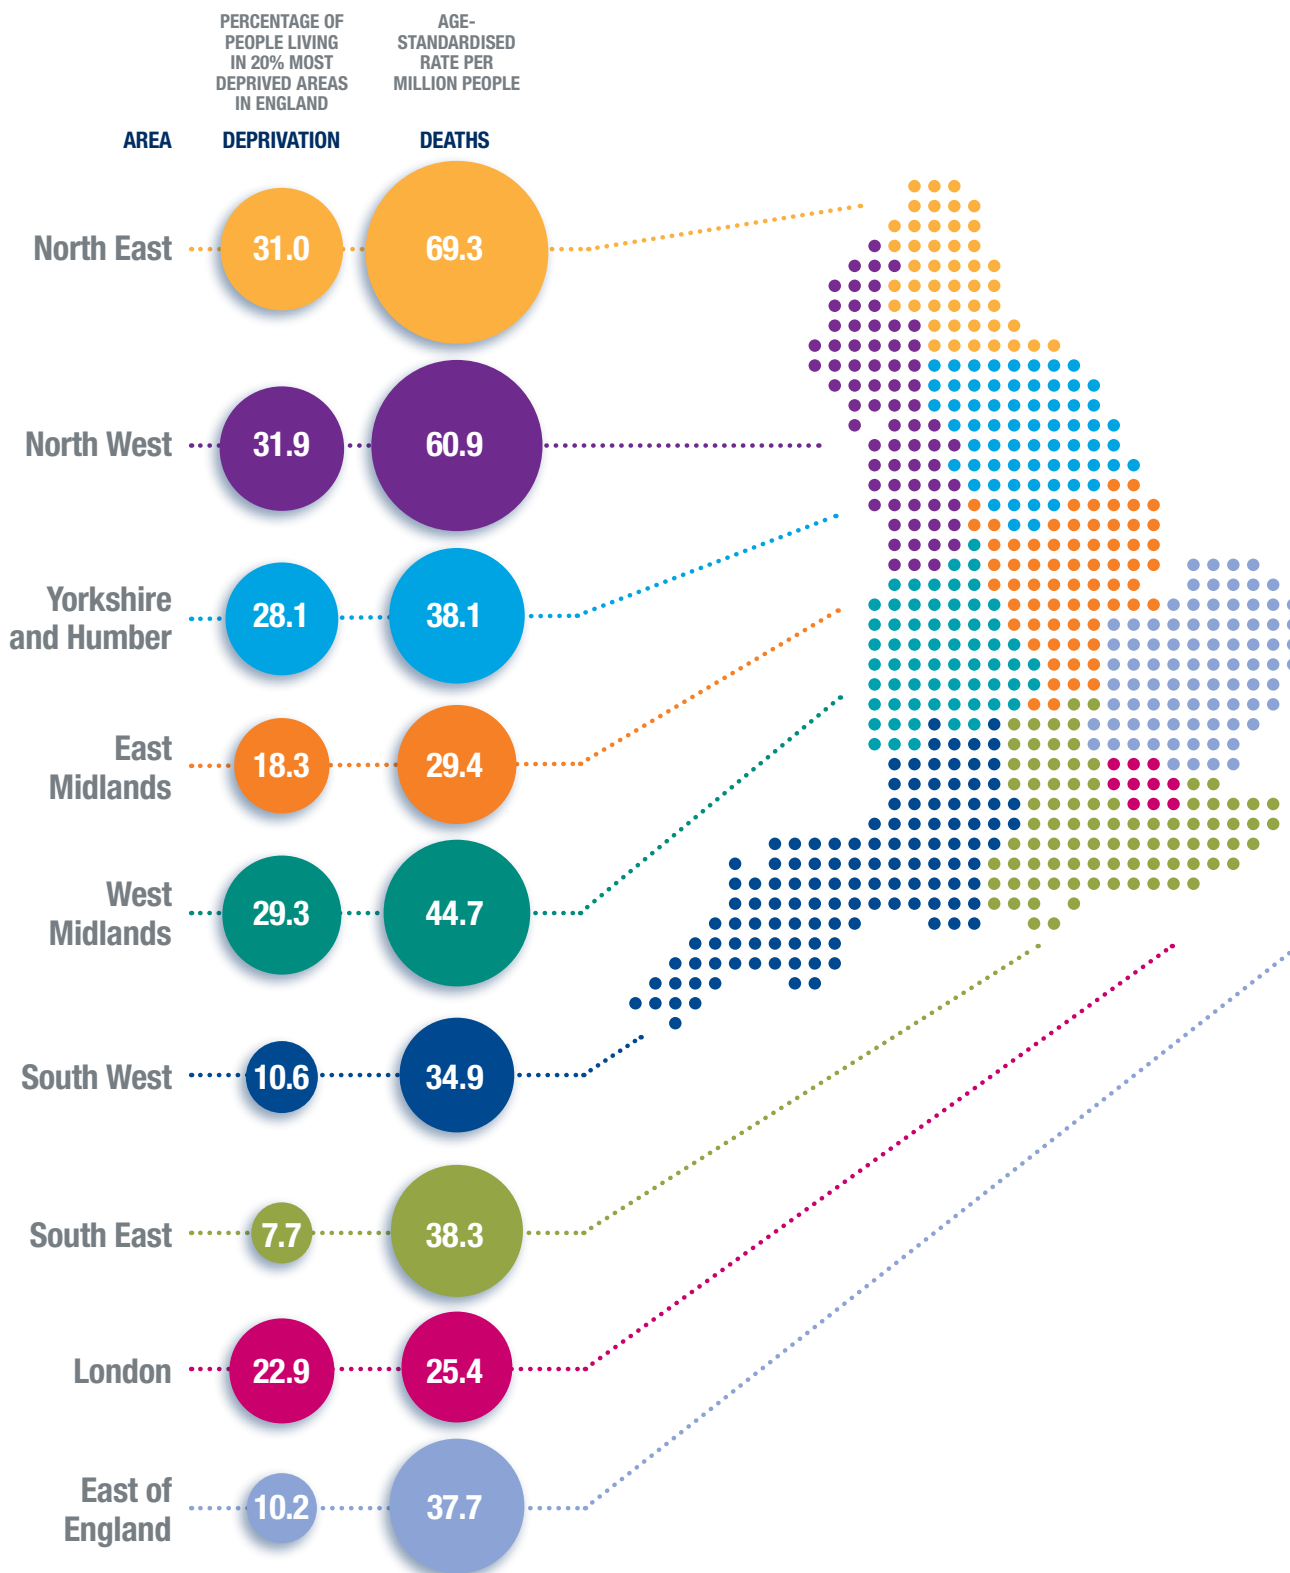 PERCENTAGE OF
PEOPLE LIVING
IN 20% MOST
DEPRIVED AREAS
IN ENGLAND
AGE-
STANDARDISED
RATE PER
MILLION PEOPLE
AREA
DEPRIVATION
DEATHS
North East
31.0
69.3
North West
31.9
60.9
Yorkshire
and Humber
28.1
38.1
East
Midlands
18.3
29.4
West
Midlands
29.3
44.7
South West
10.6
34.9
South East
7.7
38.3
London
22.9
25.4
East of
England
10.2
37.7